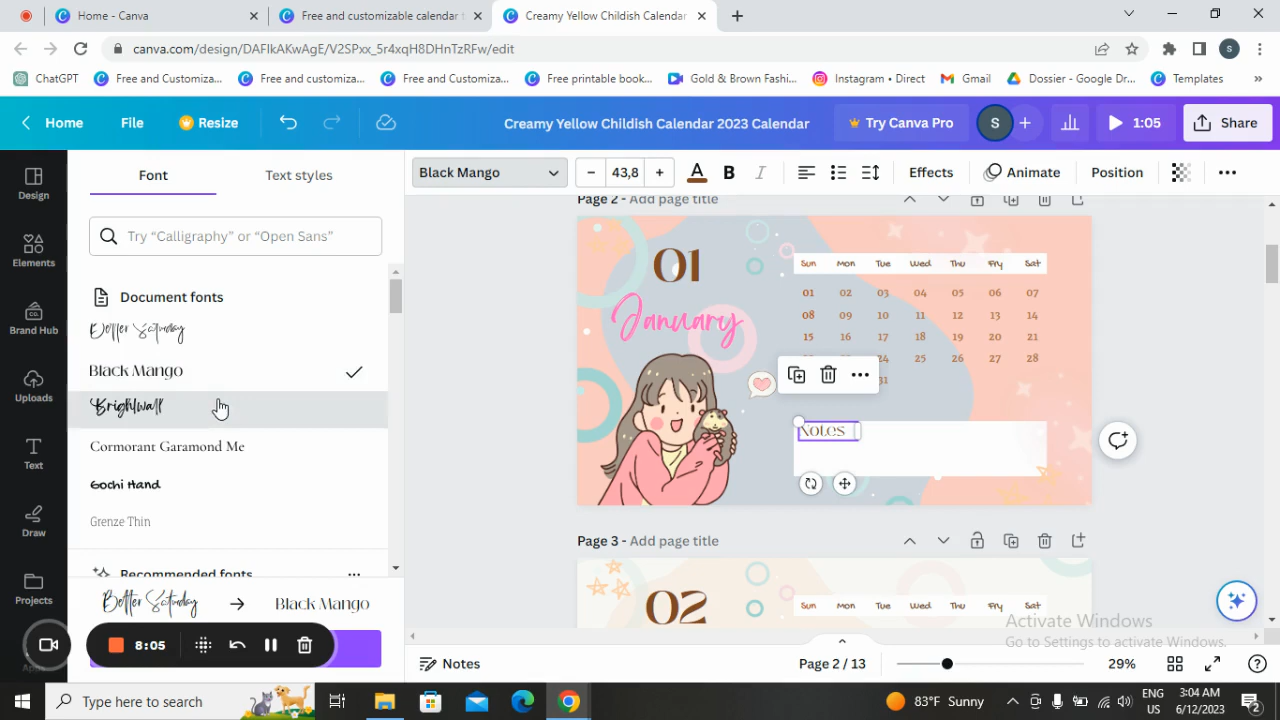 Home - Canva
Free and customizable calendar t
Creamy Yellow Childish Calendar
canva.com/design/DAFlkAKwAgE/V2SPxx_5r4xqH8DHnTzRFw/edit
S
ChatGPT
Free and Customiza...
Free and customiza...
Free and Customiza...
Free printable book...
Gold & Brown Fashi...
Instagram • Direct
Gmail
Dossier - Google Dr...
Templates
Home
File
Resize
Creamy Yellow Childish Calendar 2023 Calendar
Try Canva Pro
S
1:05
Share
Design
Elements
Brand Hub
Uploads
Text
Draw
Projects
Font
Text styles
Try “Calligraphy” or “Open Sans”
Document fonts
Better Saturday
Black Mango
Brightwall
Cormorant Garamond Me
Gochi Hand
Grenze Thin
Recommended fonts
Better Saturday → Black Mango
8:05
Black Mango
43,8
B
I
Effects
Animate
Position
Page 2 - Add page title
01
January
Sun Mon Tue Wed Thu Fry Sat
01 02 03 04 05 06 07
08 09 10 11 12 13 14
15 16 17 18 19 20 21
24 25 26 27 28
31
Notes
Page 3 - Add page title
02
Sun Mon Tue Wed Thu Fry Sat
Activate Windows
Go to Settings to activate Windows.
Notes
Page 2 / 13
29%
Type here to search
83°F Sunny
ENG
US
3:04 AM
6/12/2023
2